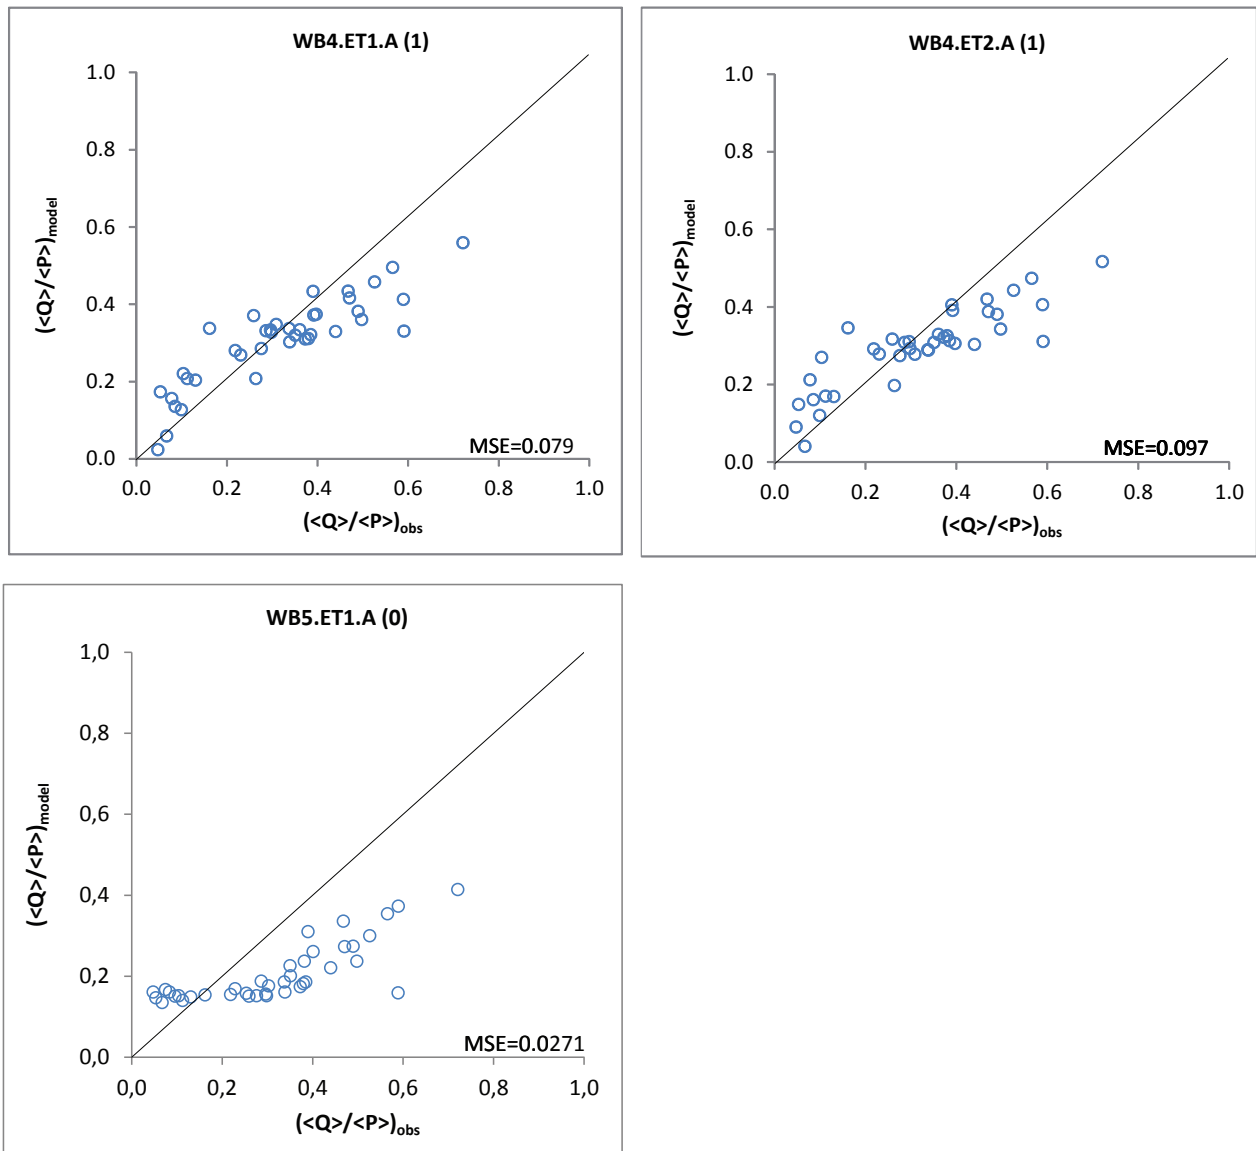 WB4.ET1.A (1)
1.0
0.8
0.6
0.4
0.2
0.0
(<Q>/<P>)model
MSE=0.079
0.0 0.2 0.4 0.6 0.8 1.0
(<Q>/<P>)obs
WB4.ET2.A (1)
1.0
0.8
0.6
0.4
0.2
0.0
(<Q>/<P>)model
MSE=0.097
0.0 0.2 0.4 0.6 0.8 1.0
(<Q>/<P>)obs
WB5.ET1.A (0)
1,0
0,8
0,6
0,4
0,2
0,0
(<Q>/<P>)model
MSE=0.0271
0,0 0,2 0,4 0,6 0,8 1,0
(<Q>/<P>)obs